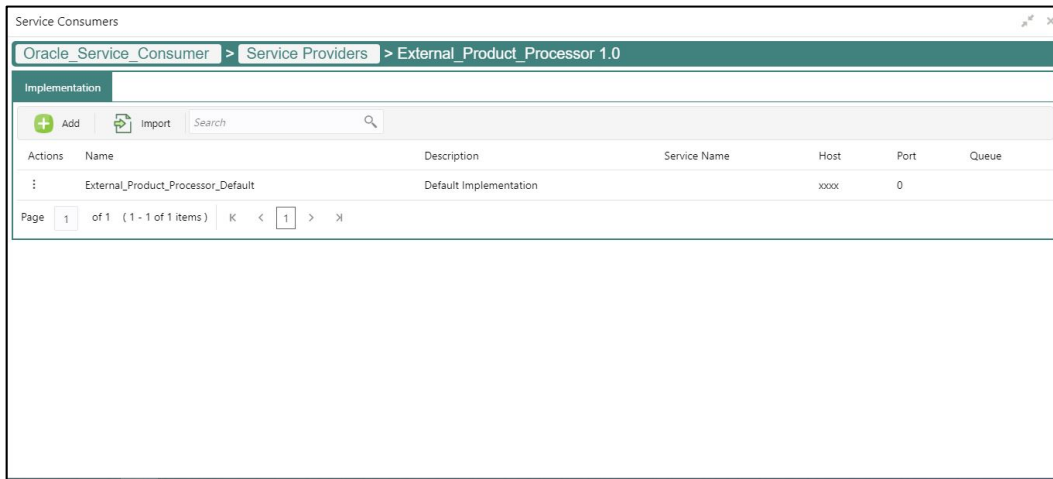 Service Consumers
Oracle_Service_Consumer > Service Providers > External_Product_Processor 1.0
Implementation
Add Import Search
Actions Name Description Service Name Host Port Queue
External_Product_Processor_Default Default Implementation xxxx 0
Page 1 of 1 (1 - 1 of 1 items) K < 1 > >|